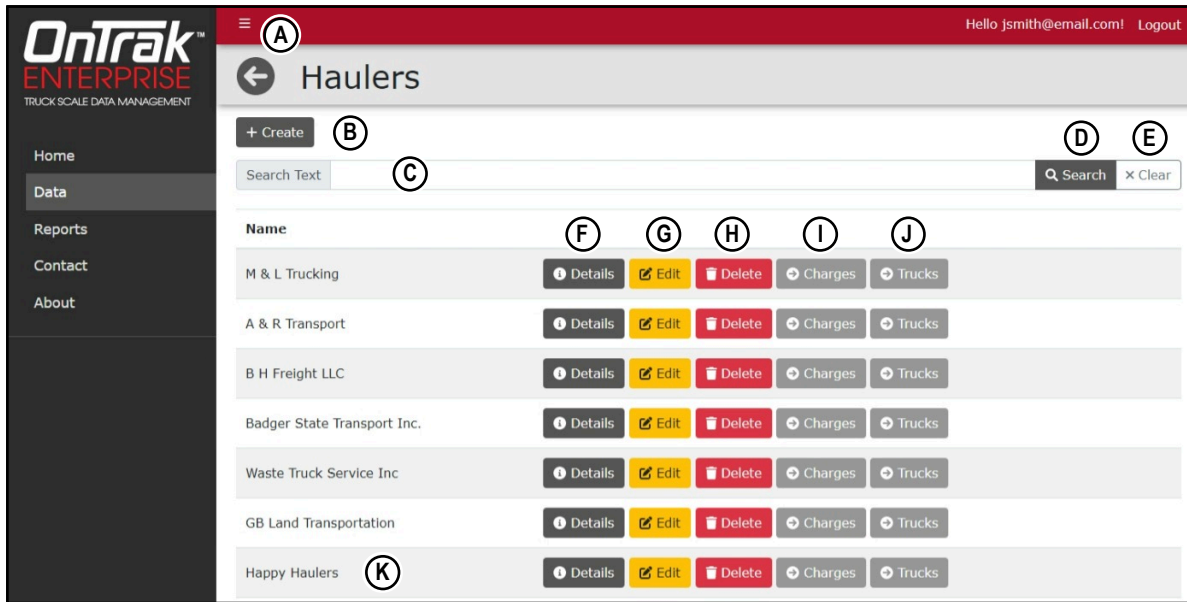 OnTrak™
ENTERPRISE
TRUCK SCALE DATA MANAGEMENT
Home
Data
Reports
Contact
About
A
Hello jsmith@email.com! Logout
Haulers
+ Create B
D E
Search Text C Search × Clear
Name F G H I J
M & L Trucking Details Edit Delete Charges Trucks
A & R Transport Details Edit Delete Charges Trucks
B H Freight LLC Details Edit Delete Charges Trucks
Badger State Transport Inc. Details Edit Delete Charges Trucks
Waste Truck Service Inc Details Edit Delete Charges Trucks
GB Land Transportation Details Edit Delete Charges Trucks
Happy Haulers K Details Edit Delete Charges Trucks